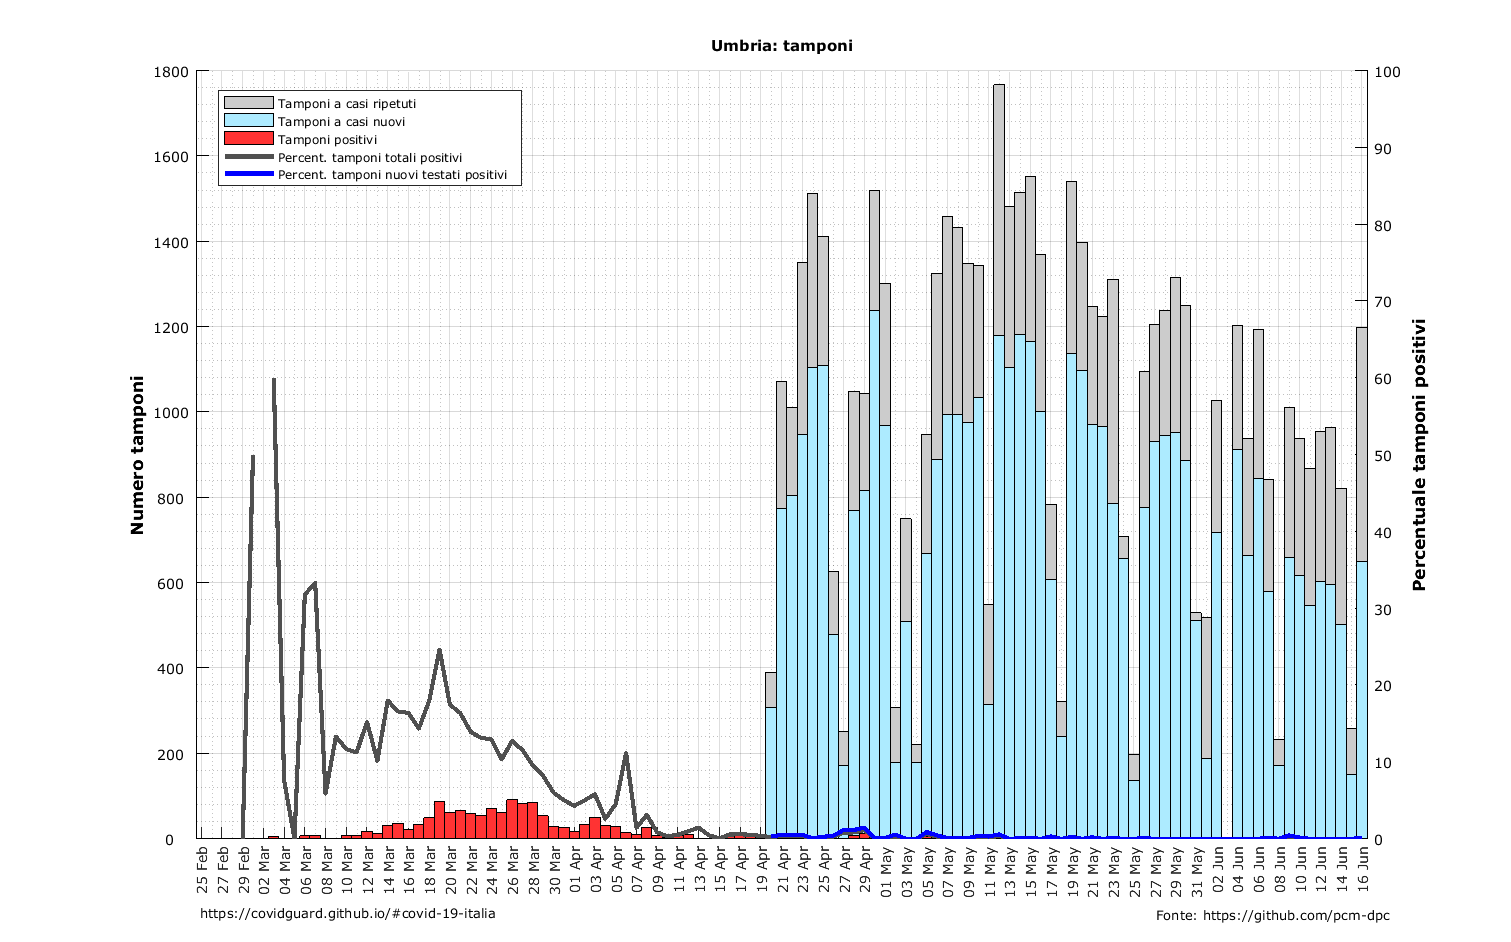 Umbria: tamponi
Tamponi a casi ripetuti
Tamponi a casi nuovi
Tamponi positivi
Percent. tamponi totali positivi
Percent. tamponi nuovi testati positivi
Numero tamponi
1800
1600
1400
1200
1000
800
600
400
200
0
100
90
80
70
60
50
40
30
20
10
0
Percentuale tamponi positivi
25 Feb
27 Feb
29 Feb
02 Mar
04 Mar
06 Mar
08 Mar
10 Mar
12 Mar
14 Mar
16 Mar
18 Mar
20 Mar
22 Mar
24 Mar
26 Mar
28 Mar
30 Mar
01 Apr
03 Apr
05 Apr
07 Apr
09 Apr
11 Apr
13 Apr
15 Apr
17 Apr
19 Apr
21 Apr
23 Apr
25 Apr
27 Apr
29 Apr
01 May
03 May
05 May
07 May
09 May
11 May
13 May
15 May
17 May
19 May
21 May
23 May
25 May
27 May
29 May
31 May
02 Jun
04 Jun
06 Jun
08 Jun
10 Jun
12 Jun
14 Jun
16 Jun
https://covidguard.github.io/#covid-19-italia
Fonte: https://github.com/pcm-dpc